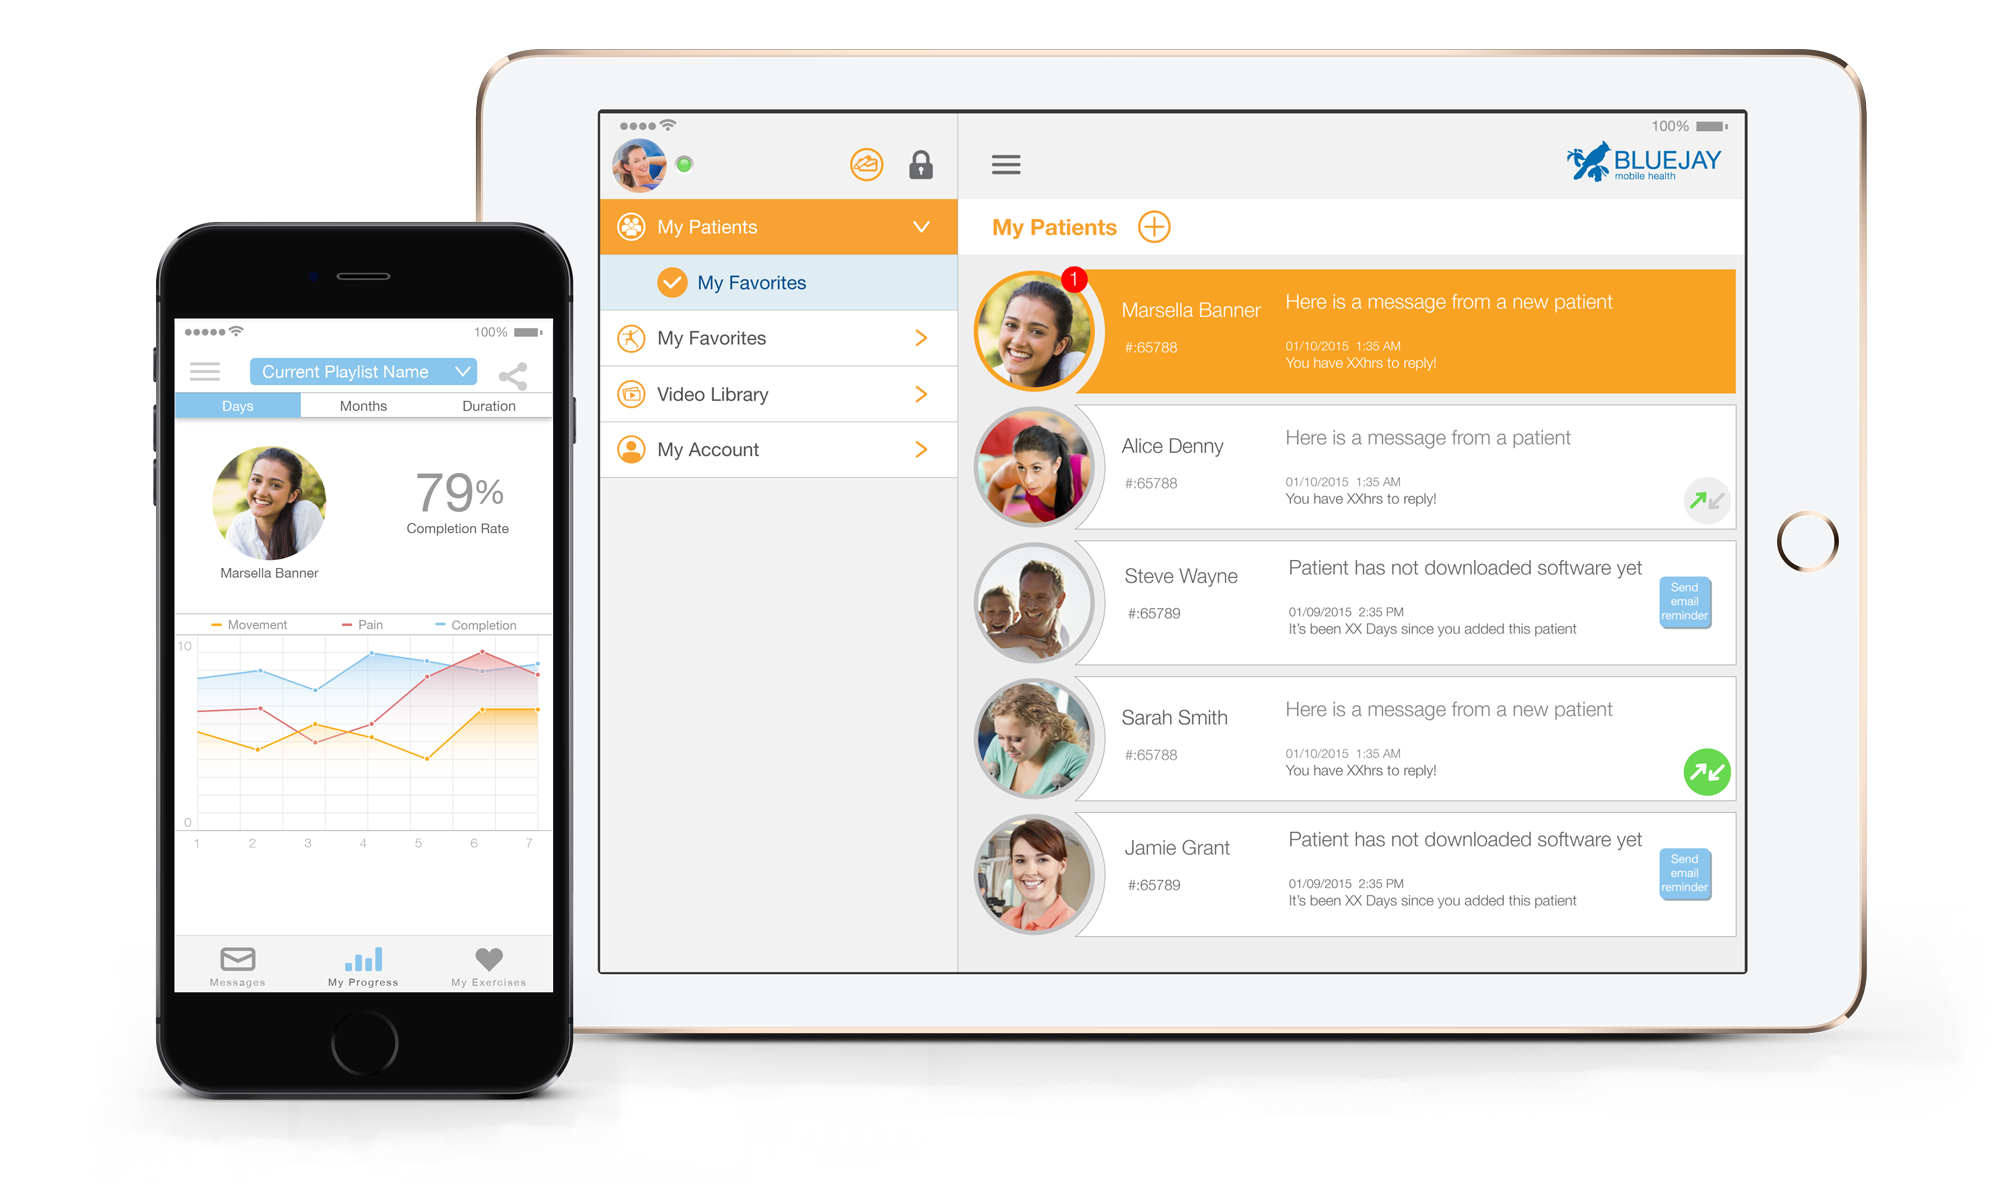 100%
Current Playlist Name
Days Months Duration
79%
Completion Rate
Marsella Banner
Movement Pain Completion
10
0
1 2 3 4 5 6 7
Messages My Progress My Exercises
100%
BLUEJAY
mobile health
My Patients
My Favorites
My Favorites
Video Library
My Account
My Patients
1
Marsella Banner
#:65788
Here is a message from a new patient
01/10/2015 1:35 AM
You have XXhrs to reply!
Alice Denny
#:65788
Here is a message from a patient
01/10/2015 1:35 AM
You have XXhrs to reply!
Steve Wayne
#:65789
Patient has not downloaded software yet
01/09/2015 2:35 PM
It's been XX Days since you added this patient
Send
email
reminder
Sarah Smith
#:65788
Here is a message from a new patient
01/10/2015 1:35 AM
You have XXhrs to reply!
Jamie Grant
#:65789
Patient has not downloaded software yet
01/09/2015 2:35 PM
It's been XX Days since you added this patient
Send
email
reminder